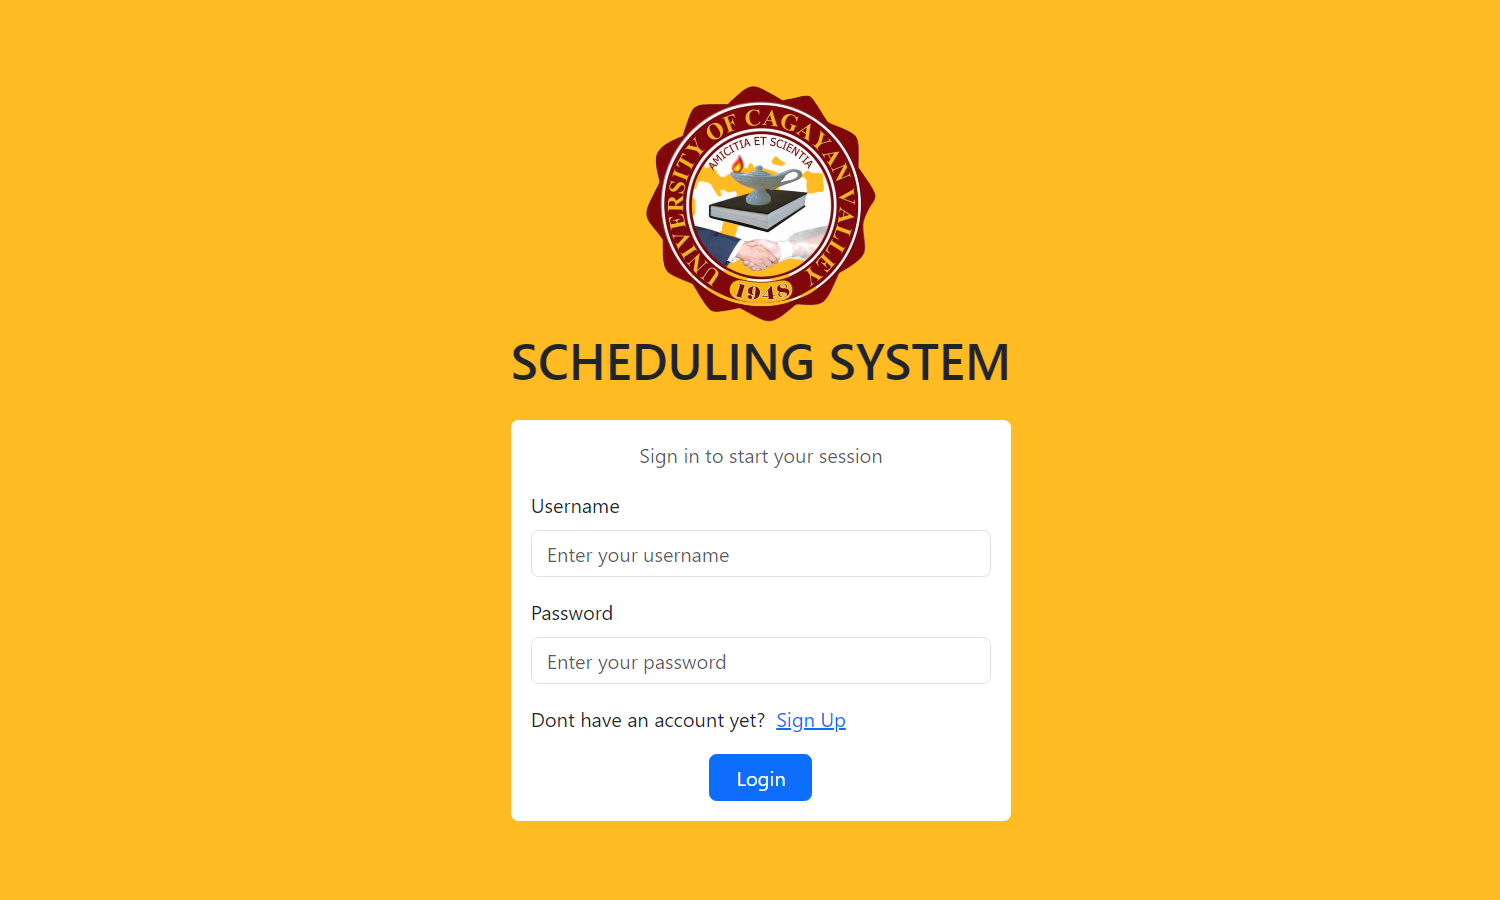 UNIVERSITY OF CAGAYAN VALLEY
AMICITIA ET SCIENTIA
1948
SCHEDULING SYSTEM
Sign in to start your session
Username
Enter your username
Password
Enter your password
Dont have an account yet? Sign Up
Login